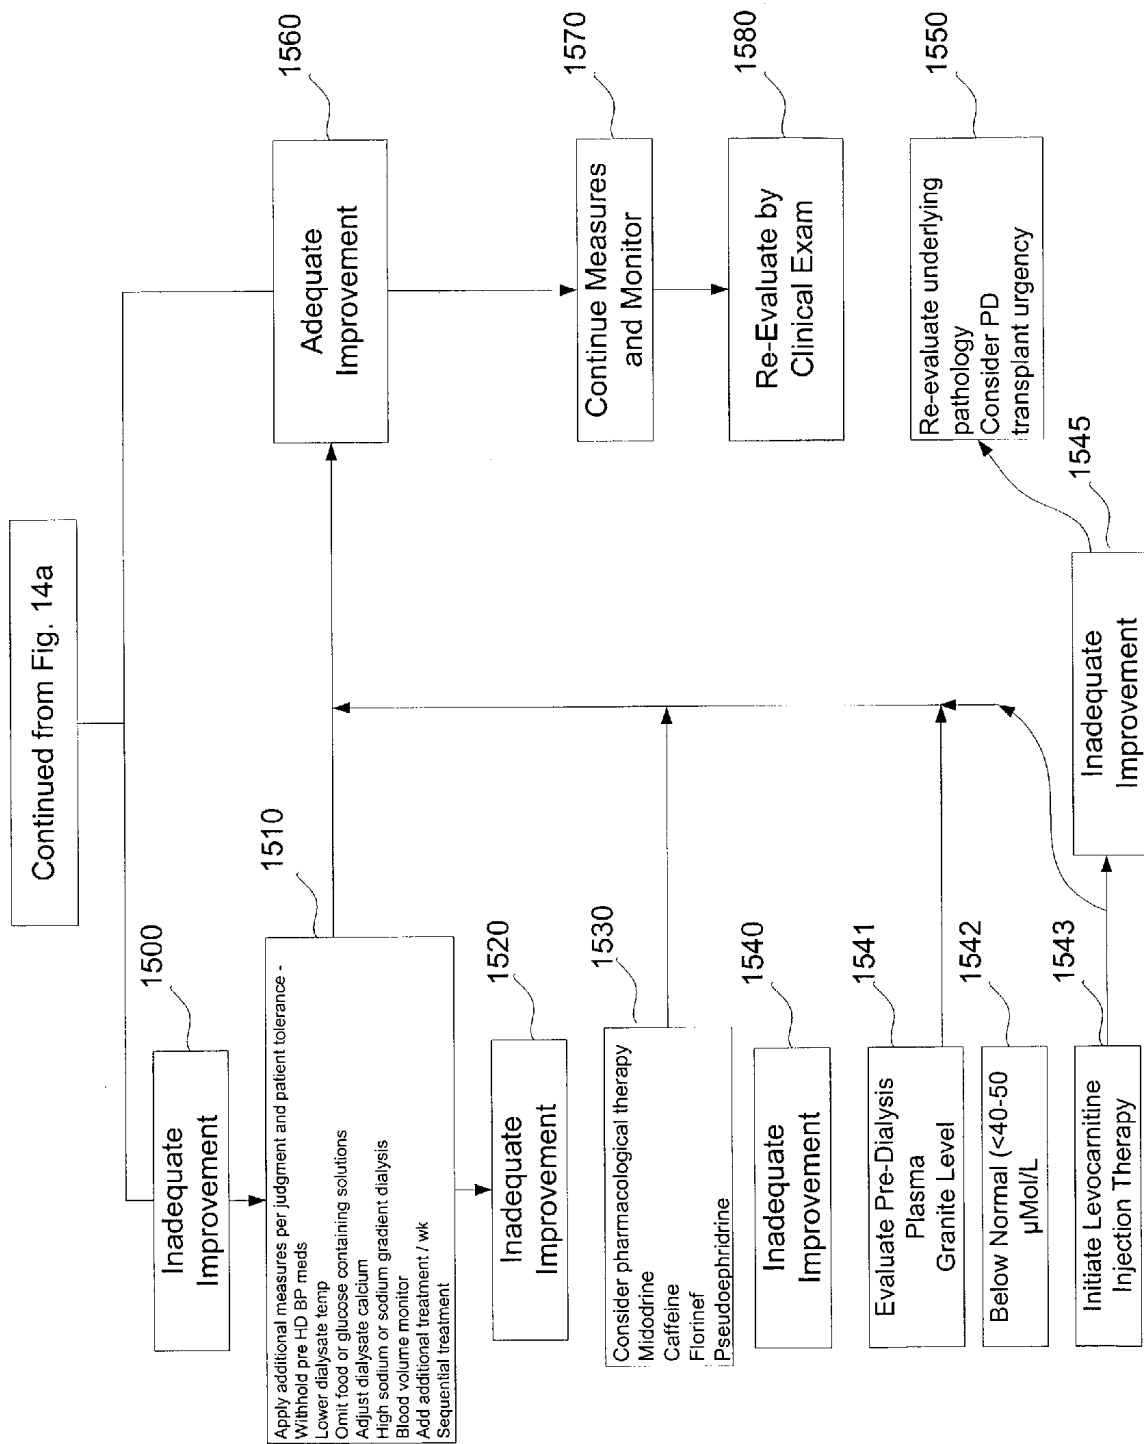 Continued from Fig. 14a
1500
Inadequate
Improvement
1510
Apply additional measures per judgment and patient tolerance -
Withhold pre HD BP meds
Lower dialysate temp
Omit food or glucose containing solutions
Adjust dialysate calcium
High sodium or sodium gradient dialysis
Blood volume monitor
Add additional treatment / wk
Sequential treatment
1520
Inadequate
Improvement
1530
Consider pharmacological therapy
Midodrine
Caffeine
Florinef
Pseudoephridrine
1540
Inadequate
Improvement
1541
Evaluate Pre-Dialysis
Plasma
Granite Level
1542
Below Normal (<40-50
µMol/L
1543
Initiate Levocarnitine
Injection Therapy
1545
Inadequate
Improvement
1560
Adequate
Improvement
1570
Continue Measures
and Monitor
1580
Re-Evaluate by
Clinical Exam
1550
Re-evaluate underlying
pathology
Consider PD
transplant urgency